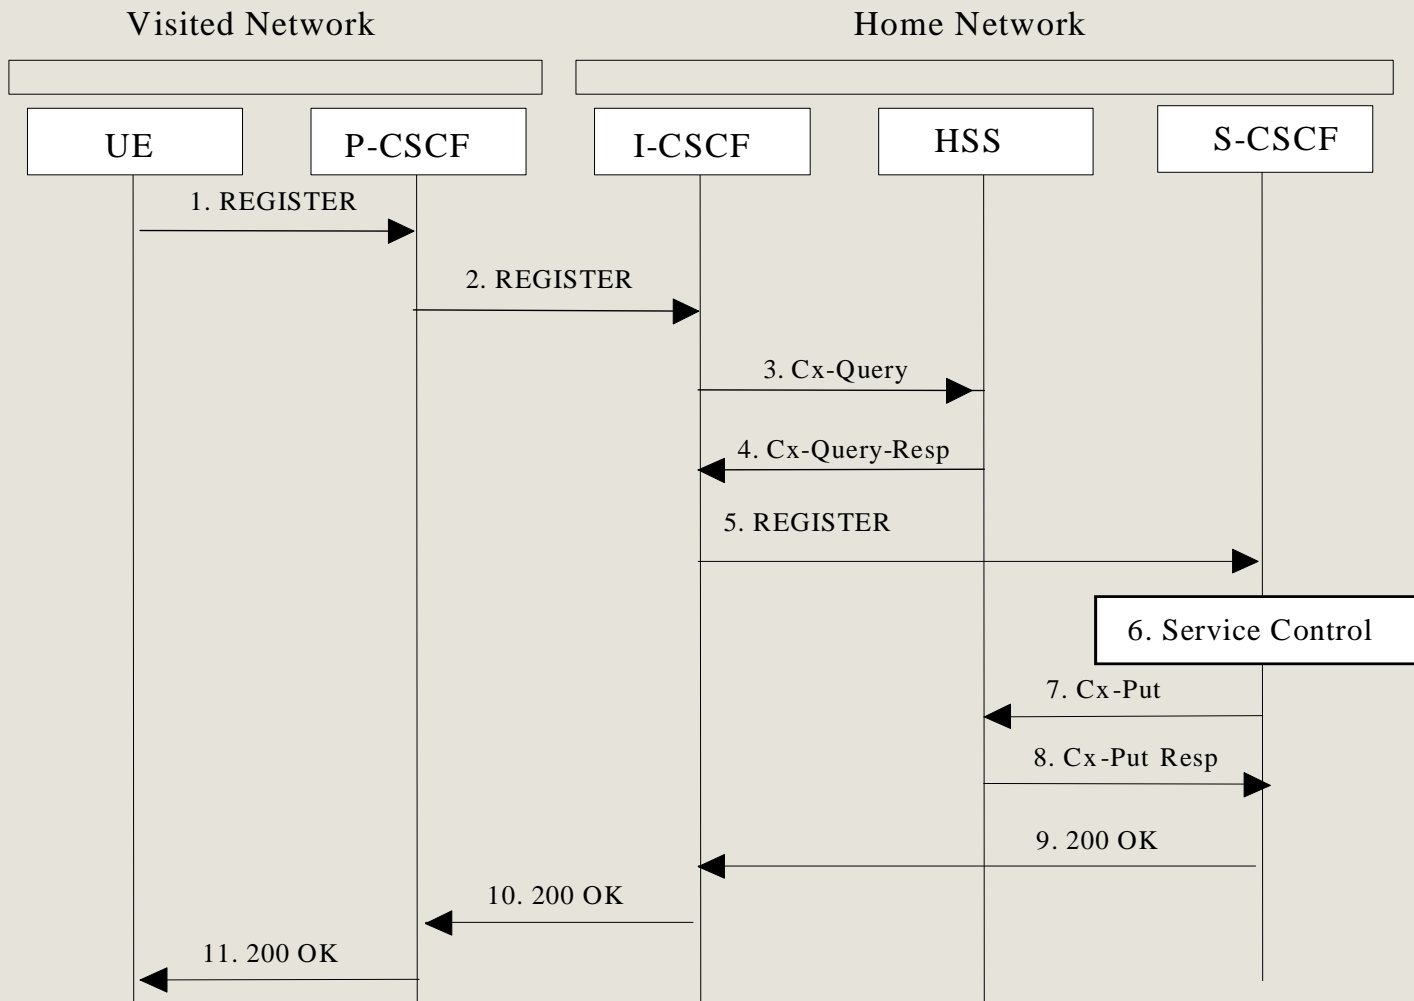 Visited Network
Home Network
UE
P-CSCF
I-CSCF
HSS
S-CSCF
1. REGISTER
2. REGISTER
3. Cx-Query
4. Cx-Query-Resp
5. REGISTER
6. Service Control
7. Cx-Put
8. Cx-Put Resp
9. 200 OK
10. 200 OK
11. 200 OK